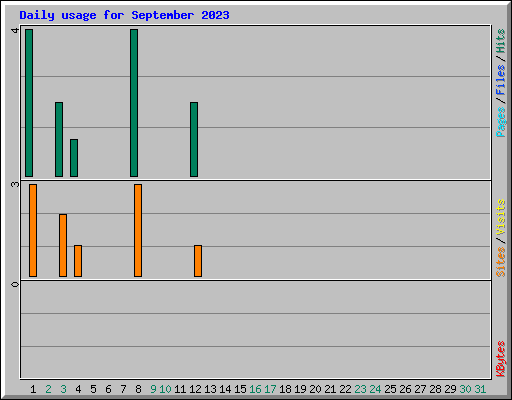 Daily usage for September 2023
4
Pages / Files / Hits
3
Sites / Visits
0
KBytes
1 2 3 4 5 6 7 8 9 10 11 12 13 14 15 16 17 18 19 20 21 22 23 24 25 26 27 28 29 30 31